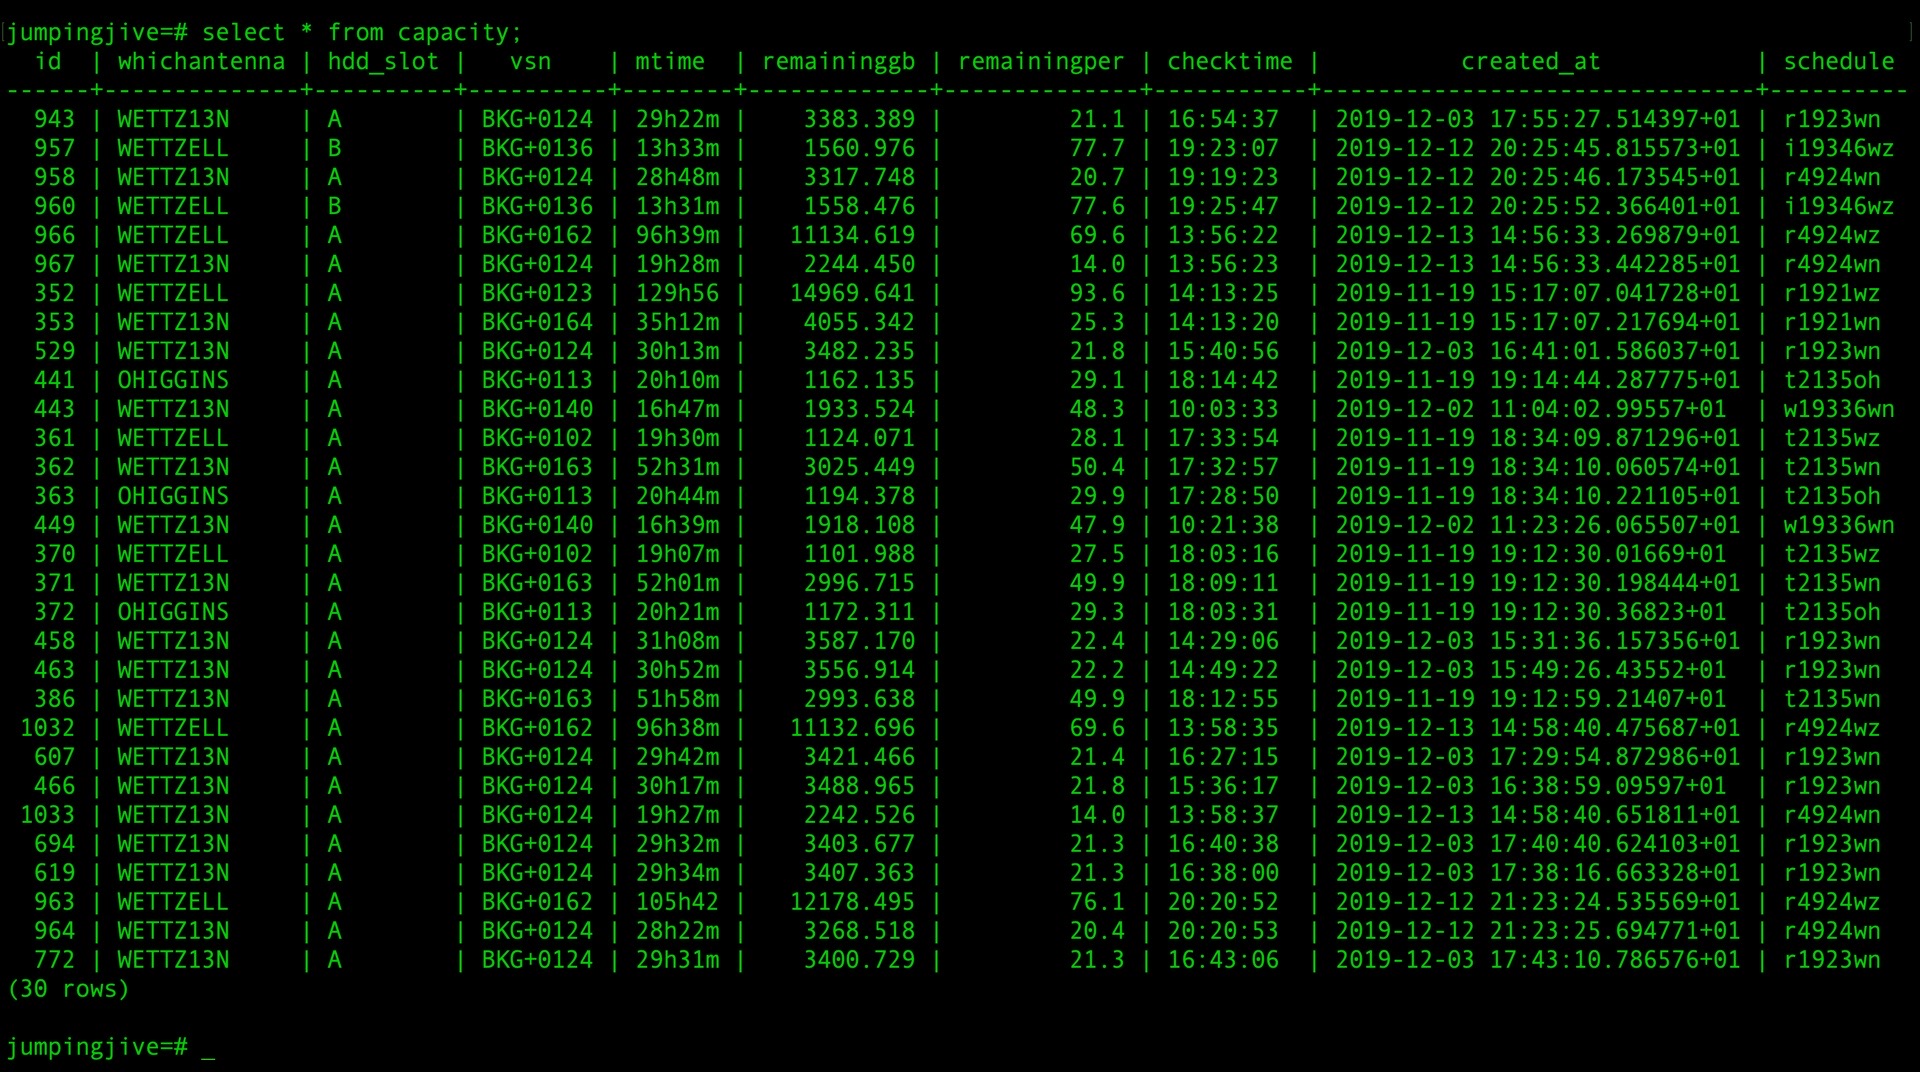 jumpingjive=# select * from capacity;
  id  | whichantenna | hdd_slot |   vsn    | mtime  | remaininggb | remainingper | checktime |          created_at           | schedule
------+--------------+----------+----------+--------+-------------+--------------+-----------+-------------------------------+----------
  943 | WETTZ13N     | A        | BKG+0124 | 29h22m |    3383.389 |         21.1 | 16:54:37  | 2019-12-03 17:55:27.514397+01 | r1923wn
  957 | WETTZELL     | B        | BKG+0136 | 13h33m |    1560.976 |         77.7 | 19:23:07  | 2019-12-12 20:25:45.815573+01 | i19346wz
  958 | WETTZ13N     | A        | BKG+0124 | 28h48m |    3317.748 |         20.7 | 19:19:23  | 2019-12-12 20:25:46.173545+01 | r4924wn
  960 | WETTZELL     | B        | BKG+0136 | 13h31m |    1558.476 |         77.6 | 19:25:47  | 2019-12-12 20:25:52.366401+01 | i19346wz
  966 | WETTZELL     | A        | BKG+0162 | 96h39m |   11134.619 |         69.6 | 13:56:22  | 2019-12-13 14:56:33.269879+01 | r4924wz
  967 | WETTZ13N     | A        | BKG+0124 | 19h28m |    2244.450 |         14.0 | 13:56:23  | 2019-12-13 14:56:33.442285+01 | r4924wn
  352 | WETTZELL     | A        | BKG+0123 | 129h56 |   14969.641 |         93.6 | 14:13:25  | 2019-11-19 15:17:07.041728+01 | r1921wz
  353 | WETTZ13N     | A        | BKG+0164 | 35h12m |    4055.342 |         25.3 | 14:13:20  | 2019-11-19 15:17:07.217694+01 | r1921wn
  529 | WETTZ13N     | A        | BKG+0124 | 30h13m |    3482.235 |         21.8 | 15:40:56  | 2019-12-03 16:41:01.586037+01 | r1923wn
  441 | OHIGGINS     | A        | BKG+0113 | 20h10m |    1162.135 |         29.1 | 18:14:42  | 2019-11-19 19:14:44.287775+01 | t2135oh
  443 | WETTZ13N     | A        | BKG+0140 | 16h47m |    1933.524 |         48.3 | 10:03:33  | 2019-12-02 11:04:02.99557+01  | w19336wn
  361 | WETTZELL     | A        | BKG+0102 | 19h30m |    1124.071 |         28.1 | 17:33:54  | 2019-11-19 18:34:09.871296+01 | t2135wz
  362 | WETTZ13N     | A        | BKG+0163 | 52h31m |    3025.449 |         50.4 | 17:32:57  | 2019-11-19 18:34:10.060574+01 | t2135wn
  363 | OHIGGINS     | A        | BKG+0113 | 20h44m |    1194.378 |         29.9 | 17:28:50  | 2019-11-19 18:34:10.221105+01 | t2135oh
  449 | WETTZ13N     | A        | BKG+0140 | 16h39m |    1918.108 |         47.9 | 10:21:38  | 2019-12-02 11:23:26.065507+01 | w19336wn
  370 | WETTZELL     | A        | BKG+0102 | 19h07m |    1101.988 |         27.5 | 18:03:16  | 2019-11-19 19:12:30.01669+01  | t2135wz
  371 | WETTZ13N     | A        | BKG+0163 | 52h01m |    2996.715 |         49.9 | 18:09:11  | 2019-11-19 19:12:30.198444+01 | t2135wn
  372 | OHIGGINS     | A        | BKG+0113 | 20h21m |    1172.311 |         29.3 | 18:03:31  | 2019-11-19 19:12:30.36823+01  | t2135oh
  458 | WETTZ13N     | A        | BKG+0124 | 31h08m |    3587.170 |         22.4 | 14:29:06  | 2019-12-03 15:31:36.157356+01 | r1923wn
  463 | WETTZ13N     | A        | BKG+0124 | 30h52m |    3556.914 |         22.2 | 14:49:22  | 2019-12-03 15:49:26.43552+01  | r1923wn
  386 | WETTZ13N     | A        | BKG+0163 | 51h58m |    2993.638 |         49.9 | 18:12:55  | 2019-11-19 19:12:59.21407+01  | t2135wn
 1032 | WETTZELL     | A        | BKG+0162 | 96h38m |   11132.696 |         69.6 | 13:58:35  | 2019-12-13 14:58:40.475687+01 | r4924wz
  607 | WETTZ13N     | A        | BKG+0124 | 29h42m |    3421.466 |         21.4 | 16:27:15  | 2019-12-03 17:29:54.872986+01 | r1923wn
  466 | WETTZ13N     | A        | BKG+0124 | 30h17m |    3488.965 |         21.8 | 15:36:17  | 2019-12-03 16:38:59.09597+01  | r1923wn
 1033 | WETTZ13N     | A        | BKG+0124 | 19h27m |    2242.526 |         14.0 | 13:58:37  | 2019-12-13 14:58:40.651811+01 | r4924wn
  694 | WETTZ13N     | A        | BKG+0124 | 29h32m |    3403.677 |         21.3 | 16:40:38  | 2019-12-03 17:40:40.624103+01 | r1923wn
  619 | WETTZ13N     | A        | BKG+0124 | 29h34m |    3407.363 |         21.3 | 16:38:00  | 2019-12-03 17:38:16.663328+01 | r1923wn
  963 | WETTZELL     | A        | BKG+0162 | 105h42 |   12178.495 |         76.1 | 20:20:52  | 2019-12-12 21:23:24.535569+01 | r4924wz
  964 | WETTZ13N     | A        | BKG+0124 | 28h22m |    3268.518 |         20.4 | 20:20:53  | 2019-12-12 21:23:25.694771+01 | r4924wn
  772 | WETTZ13N     | A        | BKG+0124 | 29h31m |    3400.729 |         21.3 | 16:43:06  | 2019-12-03 17:43:10.786576+01 | r1923wn
(30 rows)
jumpingjive=# _